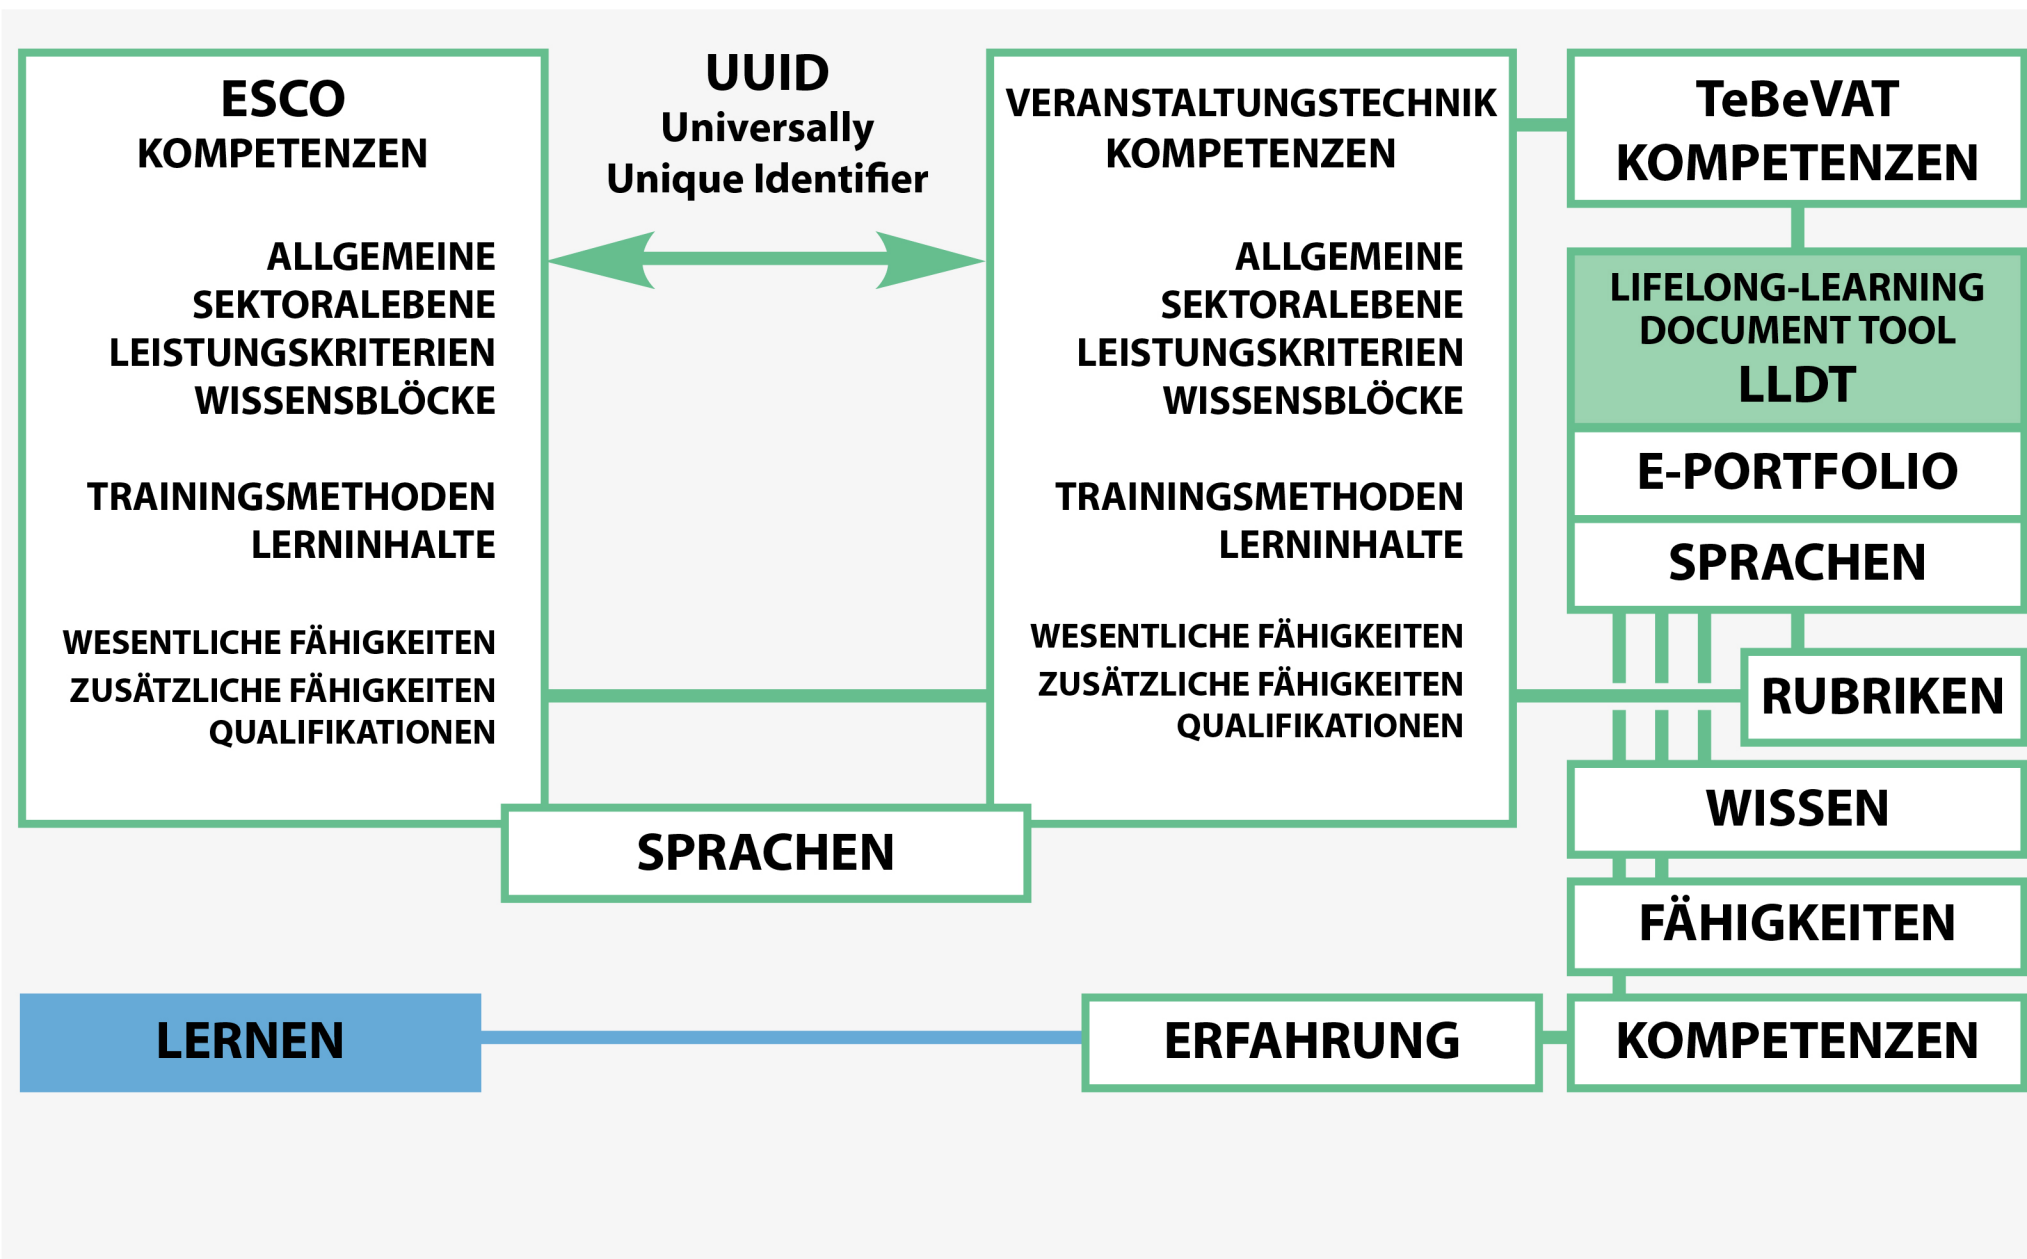 ESCO
KOMPETENZEN
ALLGEMEINE
SEKTORALEBENE
LEISTUNGSKRITERIEN
WISSENSBLÖCKE
TRAININGSMETHODEN
LERNINHALTE
WESENTLICHE FÄHIGKEITEN
ZUSÄTZLICHE FÄHIGKEITEN
QUALIFIKATIONEN
UUID
Universally
Unique Identifier
VERANSTALTUNGSTECHNIK
KOMPETENZEN
ALLGEMEINE
SEKTORALEBENE
LEISTUNGSKRITERIEN
WISSENSBLÖCKE
TRAININGSMETHODEN
LERNINHALTE
WESENTLICHE FÄHIGKEITEN
ZUSÄTZLICHE FÄHIGKEITEN
QUALIFIKATIONEN
SPRACHEN
TeBeVAT
KOMPETENZEN
LIFELONG-LEARNING
DOCUMENT TOOL
LLDT
E-PORTFOLIO
SPRACHEN
RUBRIKEN
WISSEN
FÄHIGKEITEN
LERNEN
ERFAHRUNG
KOMPETENZEN